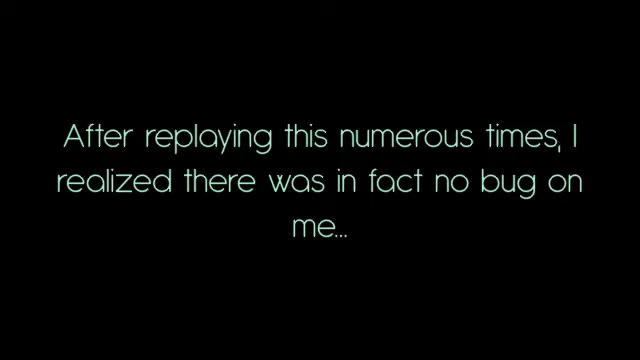 After replaying this numerous times, I
realized there was in fact no bug on
me...